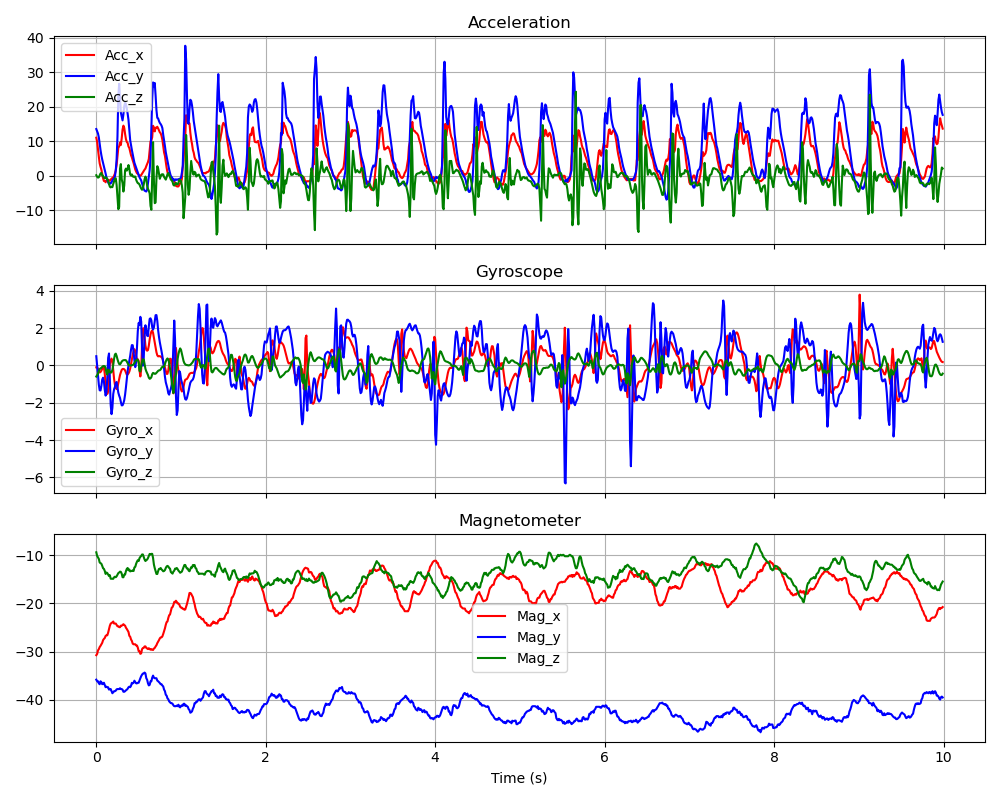 Acceleration
40
30
20
10
0
−10
Acc_x
Acc_y
Acc_z
Gyroscope
4
2
0
−2
−4
−6
Gyro_x
Gyro_y
Gyro_z
Magnetometer
−10
−20
−30
−40
Mag_x
Mag_y
Mag_z
0 2 4 6 8 10
Time (s)